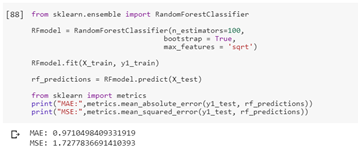 [88] from sklearn.ensemble import RandomForestClassifier
RFmodel = RandomForestClassifier(n_estimators=100,
bootstrap = True,
max_features = 'sqrt')
RFmodel.fit(X_train, y1_train)
rf_predictions = RFmodel.predict(X_test)
from sklearn import metrics
print("MAE:",metrics.mean_absolute_error(y1_test, rf_predictions))
print("MSE:",metrics.mean_squared_error(y1_test, rf_predictions))
MAE: 0.9710498409331919
MSE: 1.7277836691410393